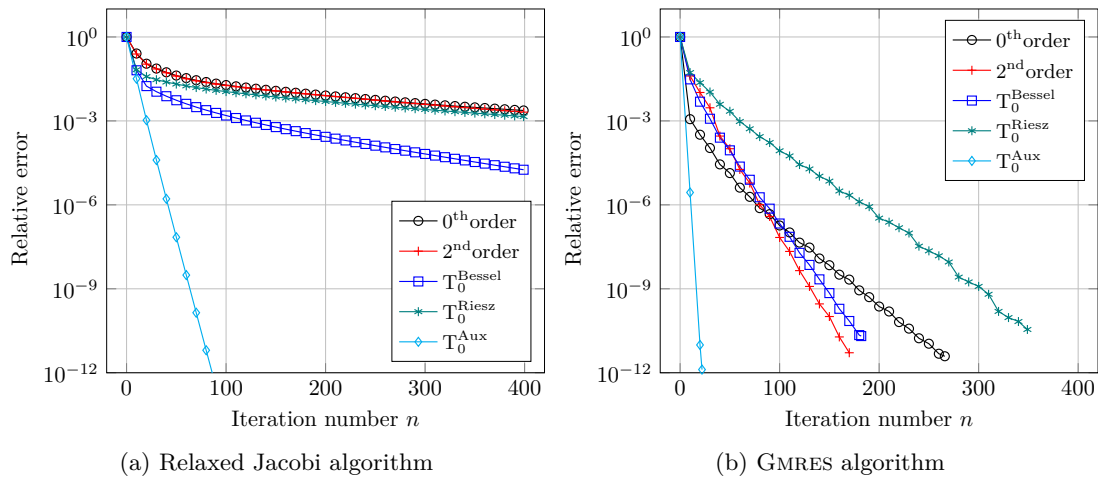 10^0
10^−3
10^−6
10^−9
10^−12
Relative error
0 100 200 300 400
Iteration number n
0^th order
2^nd order
T_0^Bessel
T_0^Riesz
T_0^Aux
(a) Relaxed Jacobi algorithm
10^0
10^−3
10^−6
10^−9
10^−12
Relative error
0 100 200 300 400
Iteration number n
0^th order
2^nd order
T_0^Bessel
T_0^Riesz
T_0^Aux
(b) GMRES algorithm